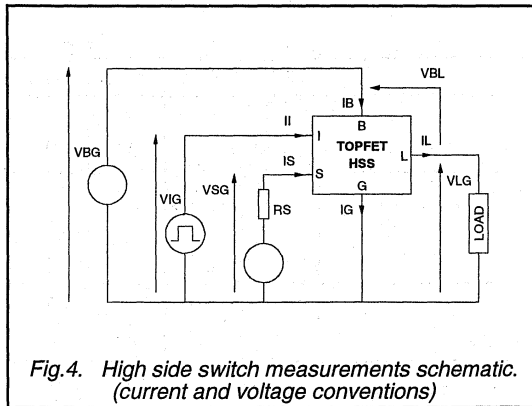 VBL
IB
II
B
IL
I
TOPFET
HSS
L
IS
VBG
S
G
VLG
VIG
VSG
RS
IG
LOAD
Fig.4. High side switch measurements schematic.
(current and voltage conventions)